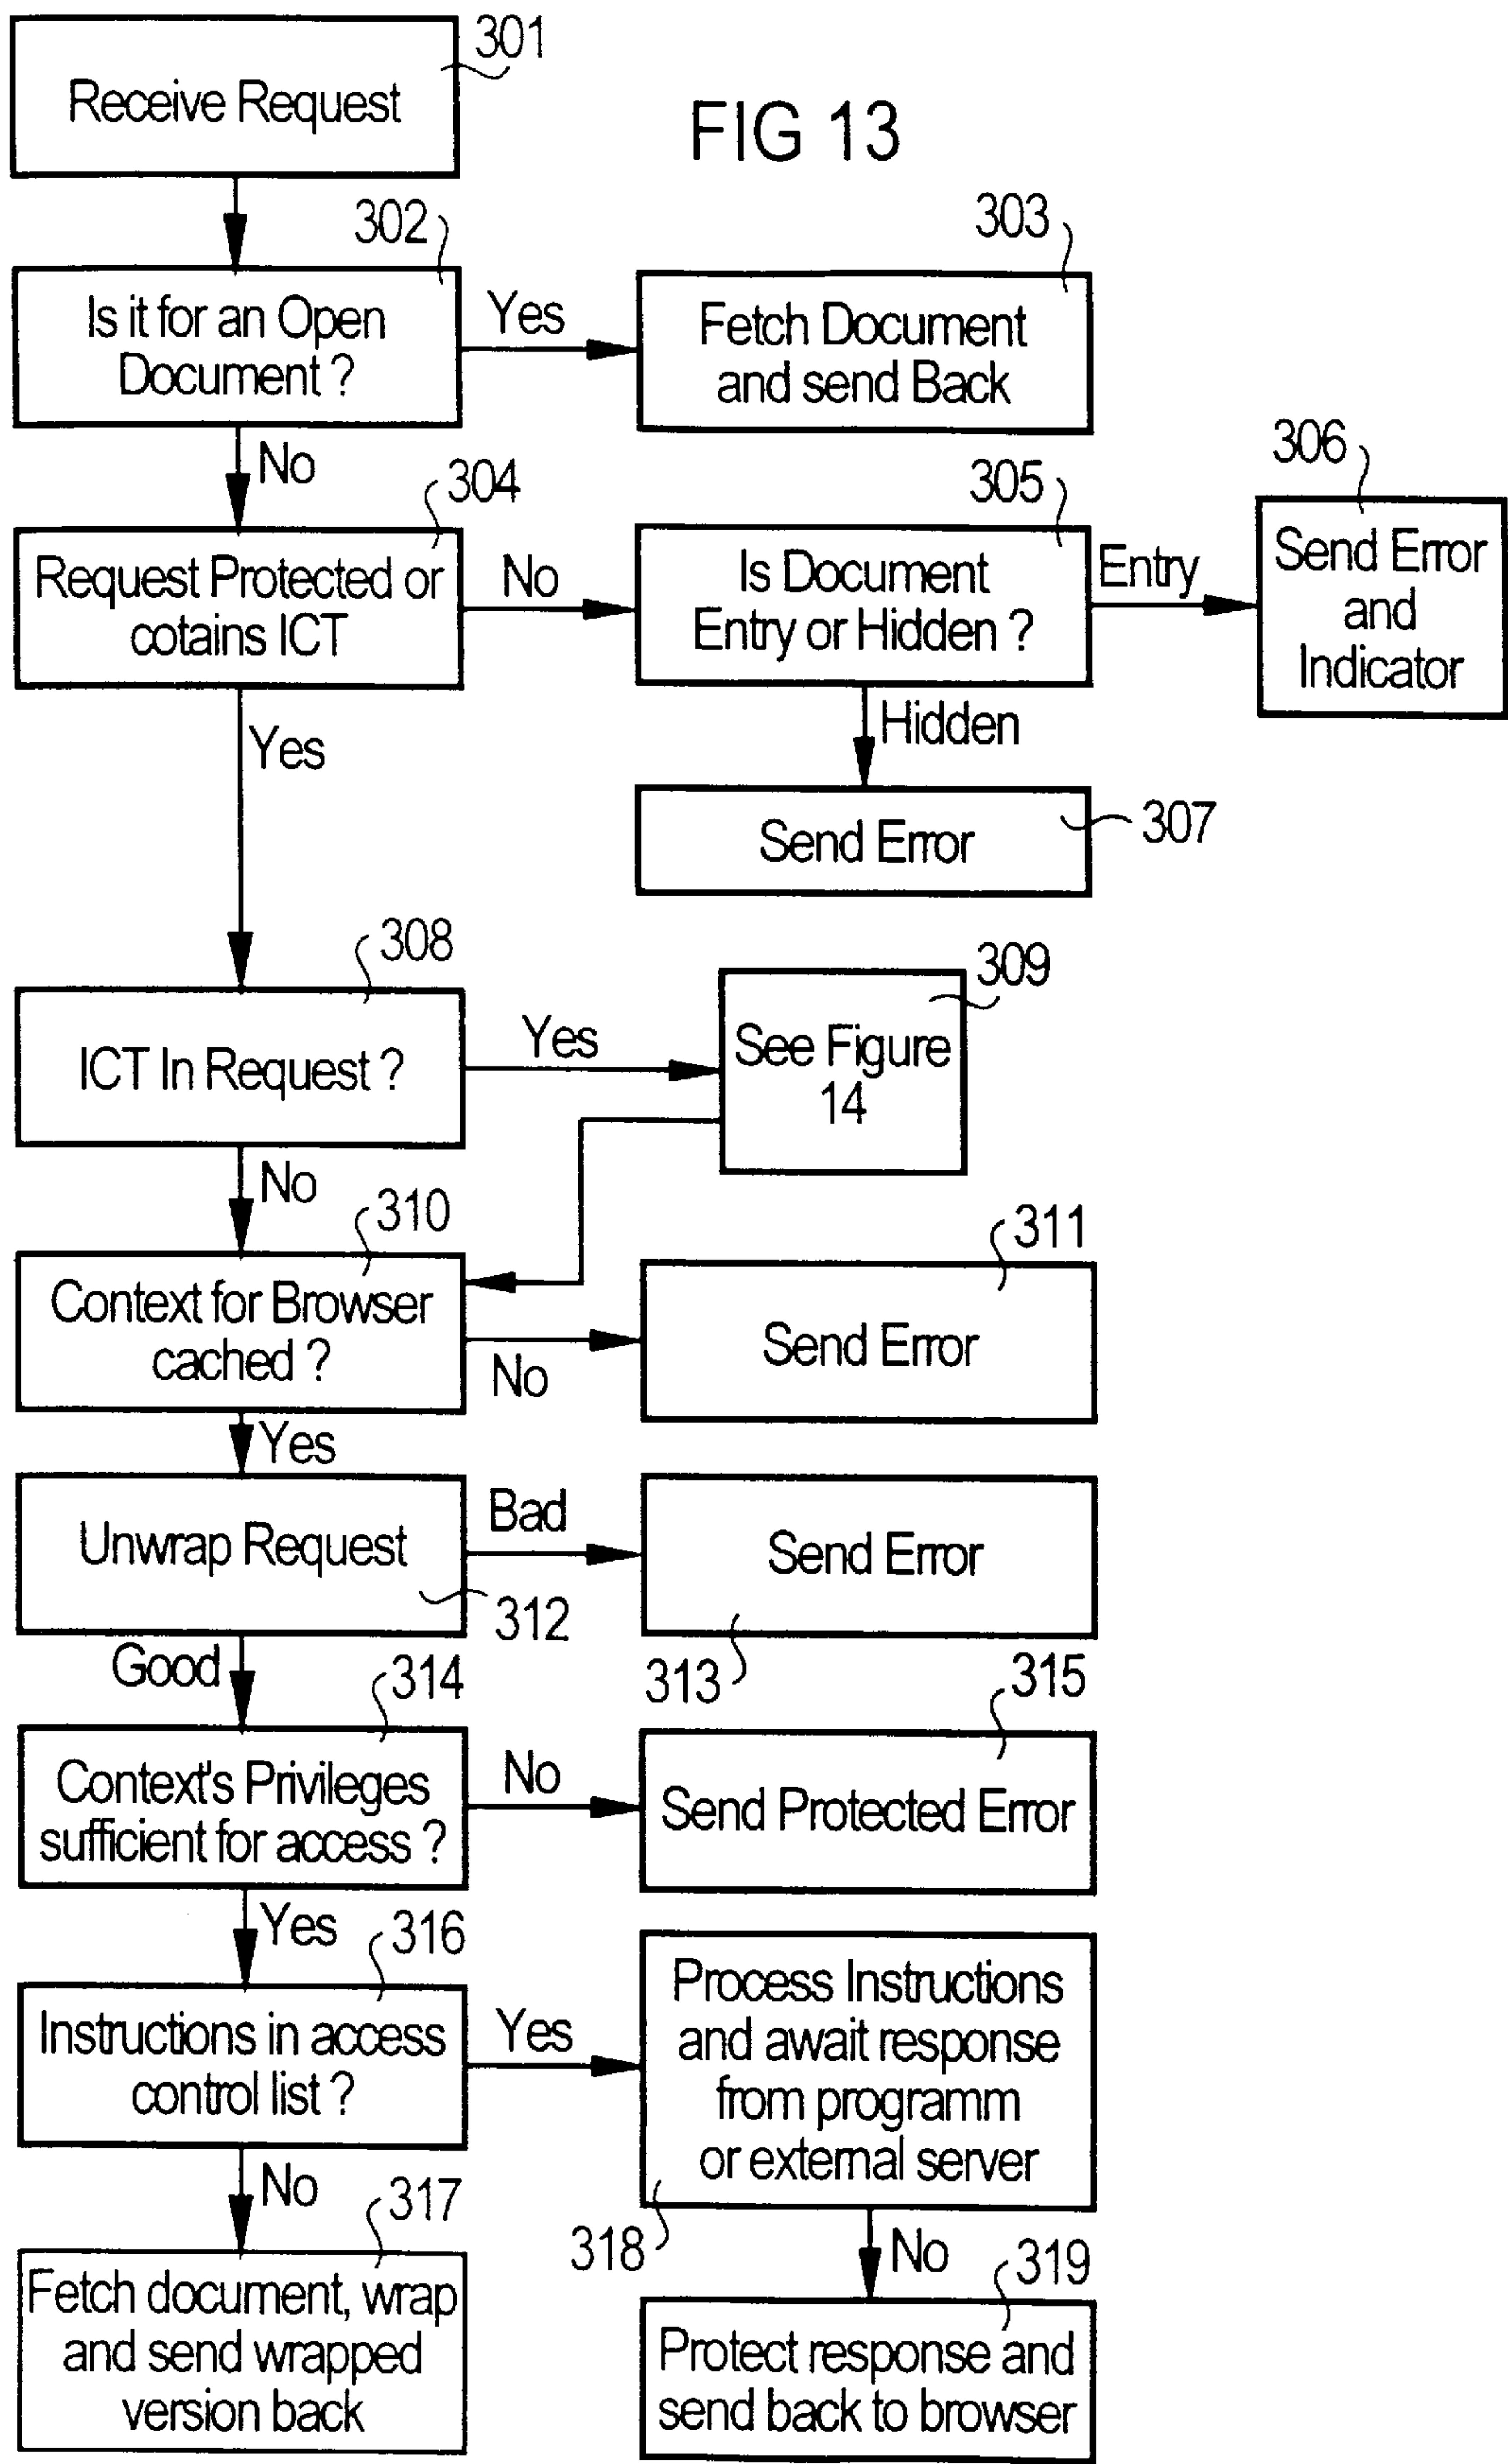 301
Receive Request
FIG 13
302
303
Is it for an Open
Document ?
Yes
Fetch Document
and send Back
No
304
305
306
Request Protected or
cotains ICT
No
Is Document
Entry or Hidden ?
Entry
Send Error
and
Indicator
Yes
Hidden
Send Error
307
308
309
ICT In Request ?
Yes
See Figure
14
No
310
311
Context for Browser
cached ?
No
Send Error
Yes
Unwrap Request
312
Bad
Send Error
313
Good
314
315
Context's Privileges
sufficient for access ?
No
Send Protected Error
Yes
316
Instructions in access
control list ?
Yes
Process Instructions
and await response
from programm
or external server
318
No
317
No
319
Fetch document, wrap
and send wrapped
version back
Protect response and
send back to browser